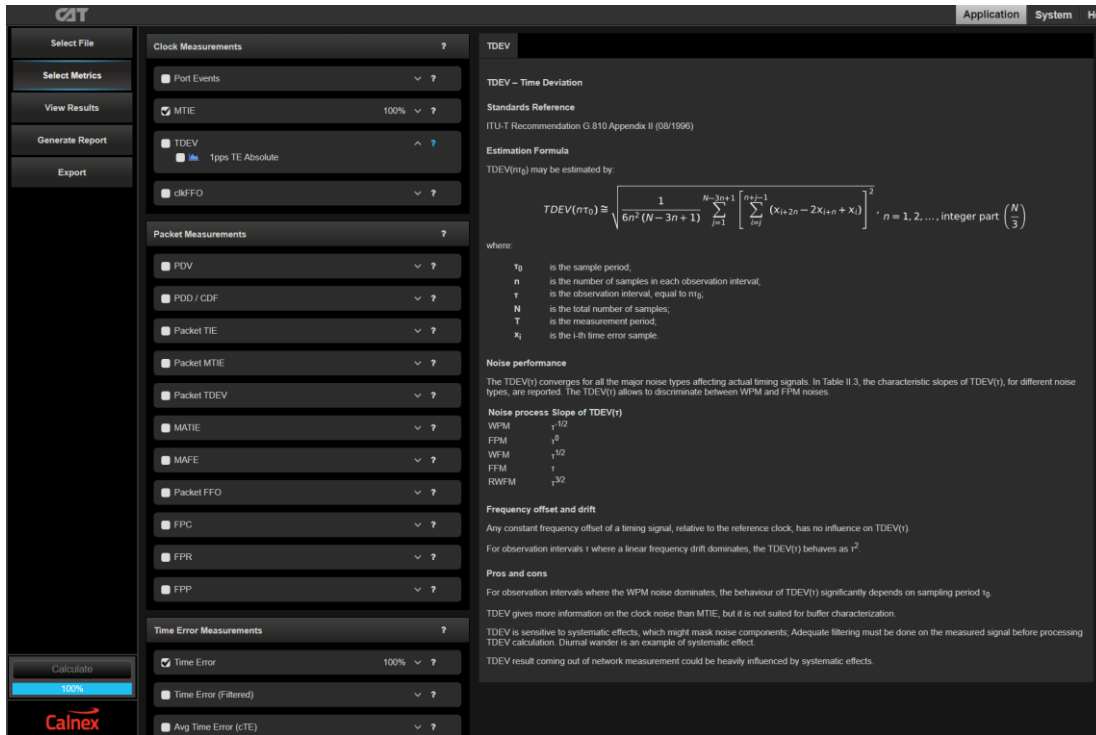 CAT
Application System
Select File
Select Metrics
View Results
Generate Report
Export
Calculate
100%
Calnex
Clock Measurements ?
Port Events ?
MTIE 100% ?
TDEV ?
1pps TE Absolute
clkFFO ?
Packet Measurements ?
PDV ?
PDD / CDF ?
Packet TIE ?
Packet MTIE ?
Packet TDEV ?
MATIE ?
MAFE ?
Packet FFO ?
FPC ?
FPR ?
FPP ?
Time Error Measurements ?
Time Error 100% ?
Time Error (Filtered) ?
Avg Time Error (cTE) ?
TDEV
TDEV – Time Deviation
Standards Reference
ITU-T Recommendation G.810 Appendix II (08/1996)
Estimation Formula
TDEV(nτ₀) may be estimated by:
TDEV(nτ₀) ≅ √( 1 / (6n² (N − 3n + 1)) ∑_{j=1}^{N−3n+1} [ ∑_{i=j}^{n+j−1} (x_{i+2n} − 2x_{i+n} + x_i) ]² ), n = 1, 2, ..., integer part (N/3)
where:
τ₀ is the sample period;
n is the number of samples in each observation interval;
τ is the observation interval, equal to nτ₀;
N is the total number of samples;
T is the measurement period;
xᵢ is the i-th time error sample.
Noise performance
The TDEV(τ) converges for all the major noise types affecting actual timing signals. In Table II.3, the characteristic slopes of TDEV(τ), for different noise
types, are reported. The TDEV(τ) allows to discriminate between WPM and FPM noises.
Noise process Slope of TDEV(τ)
WPM τ^-1/2
FPM τ^0
WFM τ^1/2
FFM τ
RWFM τ^3/2
Frequency offset and drift
Any constant frequency offset of a timing signal, relative to the reference clock, has no influence on TDEV(τ).
For observation intervals τ where a linear frequency drift dominates, the TDEV(τ) behaves as τ².
Pros and cons
For observation intervals where the WPM noise dominates, the behaviour of TDEV(τ) significantly depends on sampling period τ₀.
TDEV gives more information on the clock noise than MTIE, but it is not suited for buffer characterization.
TDEV is sensitive to systematic effects, which might mask noise components; Adequate filtering must be done on the measured signal before processing
TDEV calculation. Diurnal wander is an example of systematic effect.
TDEV result coming out of network measurement could be heavily influenced by systematic effects.